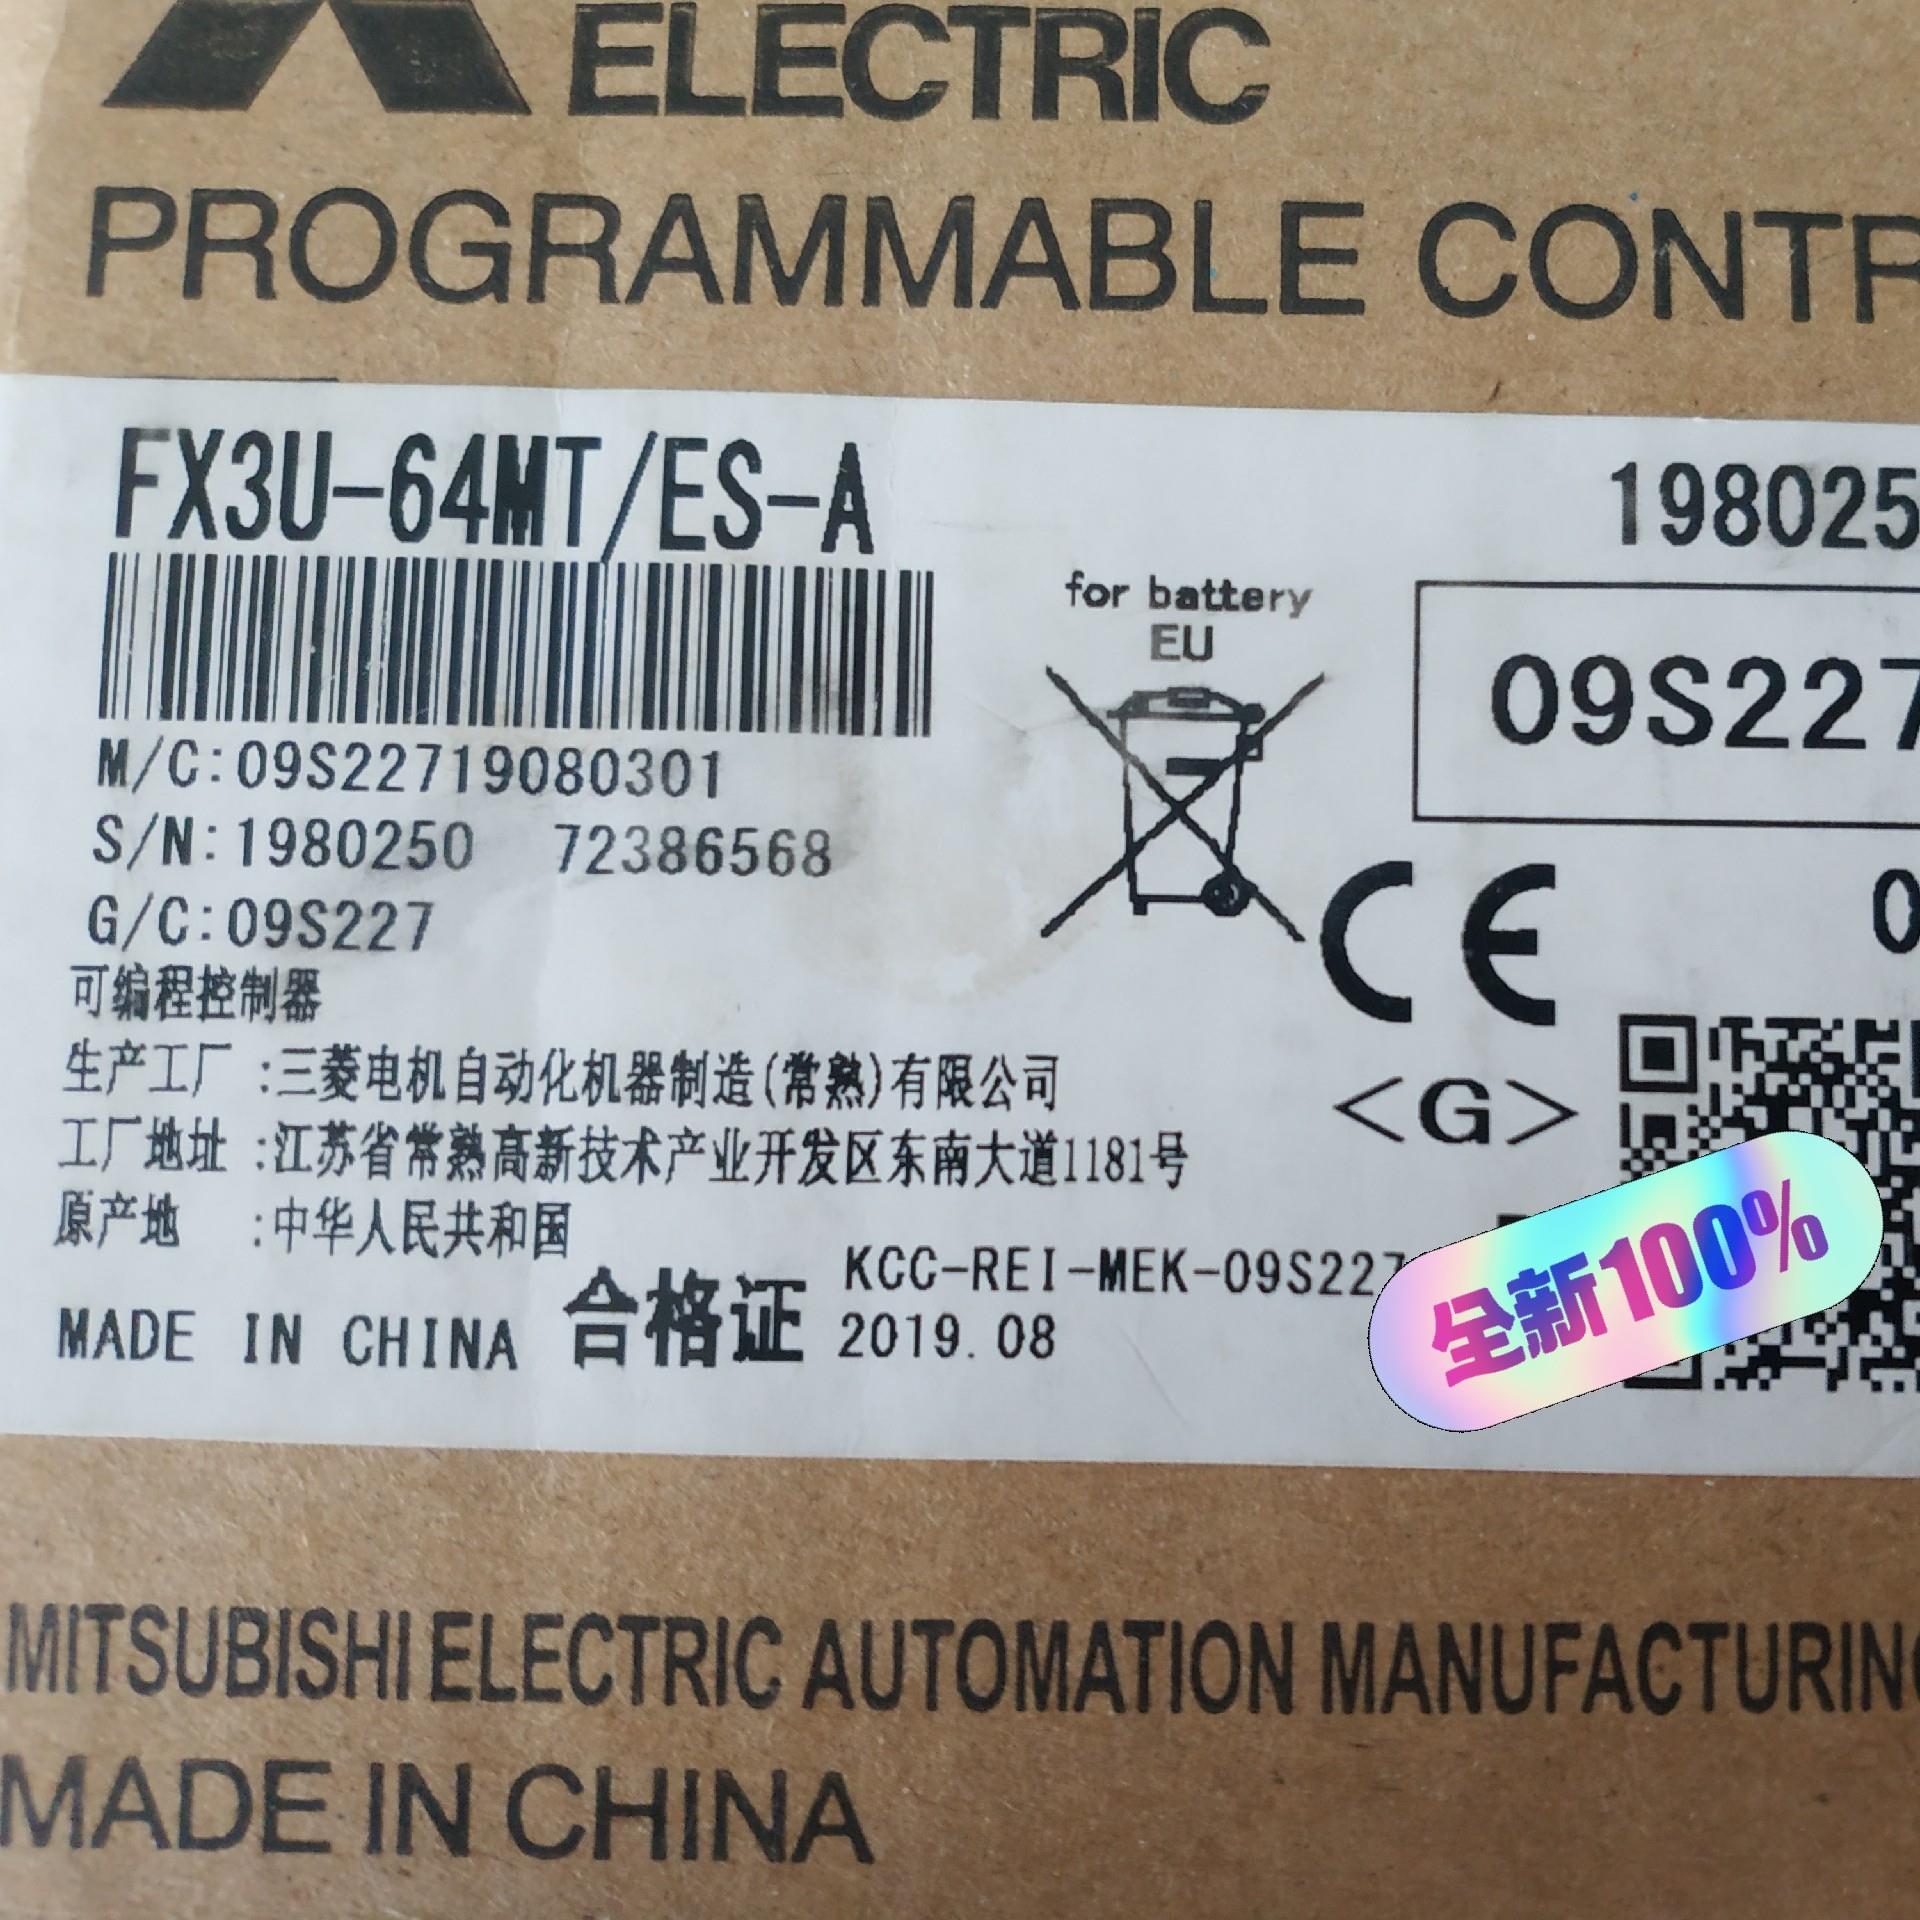 ELECTRIC
PROGRAMMABLE CONTR
FX3U-64MT/ES-A
198025
for battery
EU
09S227
M/C:09S22719080301
S/N:1980250 72386568
G/C:09S227
可编程控制器
生产工厂 :三菱电机自动化机器制造(常熟)有限公司
<G>
工厂地址 :江苏省常熟高新技术产业开发区东南大道1181号
原产地 :中华人民共和国
KCC-REI-MEK-09S227
MADE IN CHINA 合格证 2019.08
全新100%
MITSUBISHI ELECTRIC AUTOMATION MANUFACTURING
MADE IN CHINA